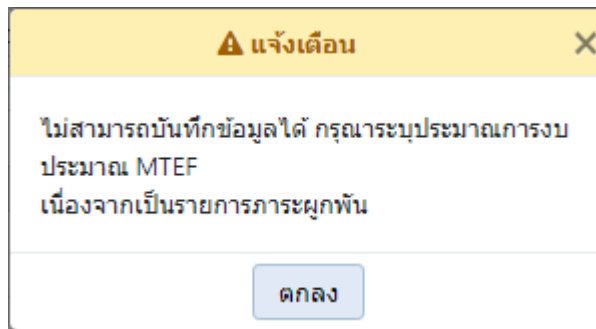 แจ้งเตือน
ไม่สามารถบันทึกข้อมูลได้ กรุณาระบุประมาณการงบ
ประมาณ MTEF
เนื่องจากเป็นรายการภาระผูกพัน
ตกลง